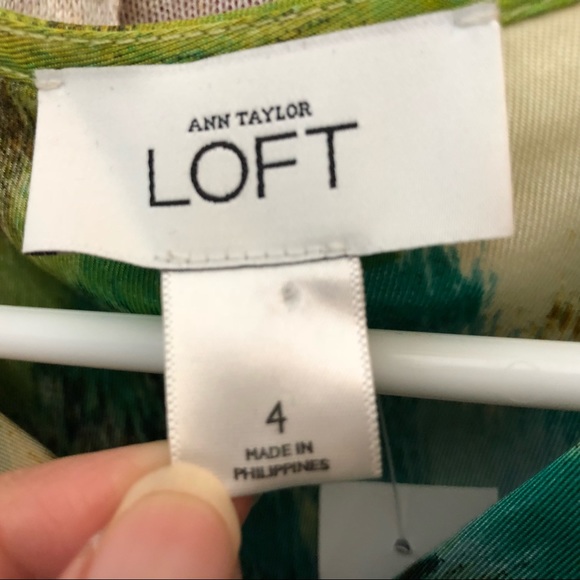 ANN TAYLOR
LOFT
4
MADE IN
PHILIPPINES